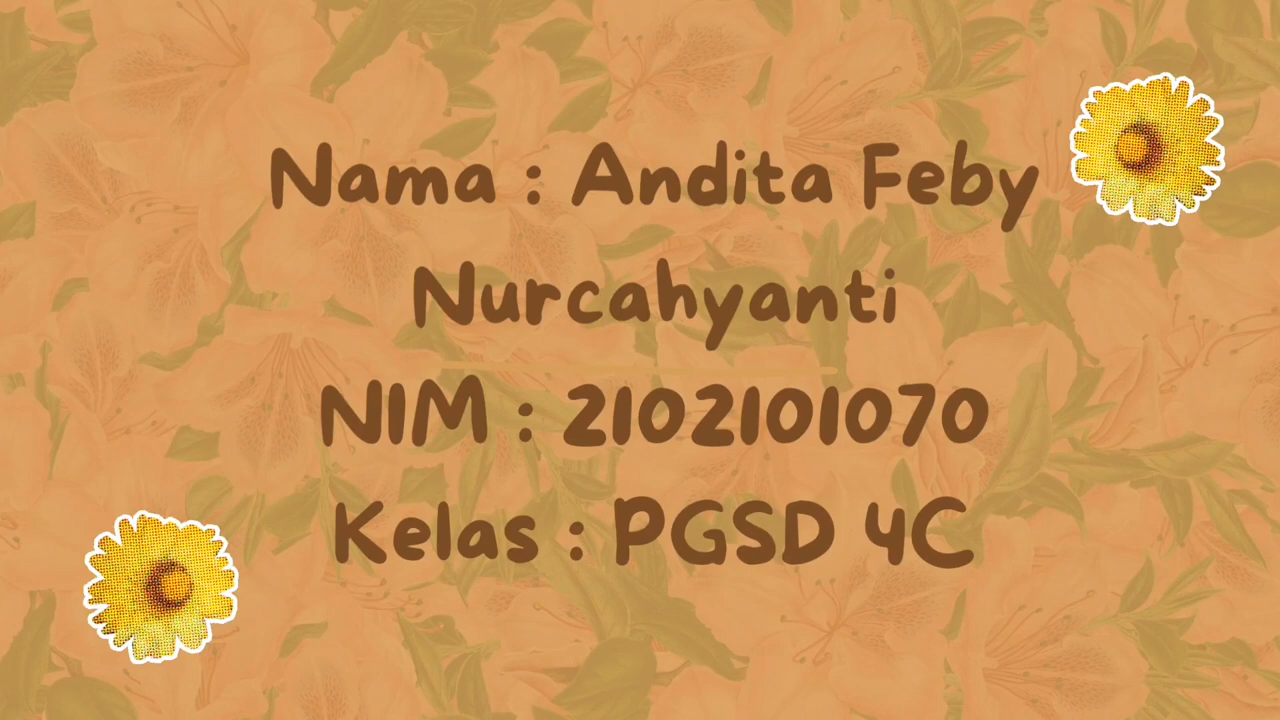 Nama : Andita Feby
Nurcahyanti
NIM : 2102101070
Kelas : PGSD 4C